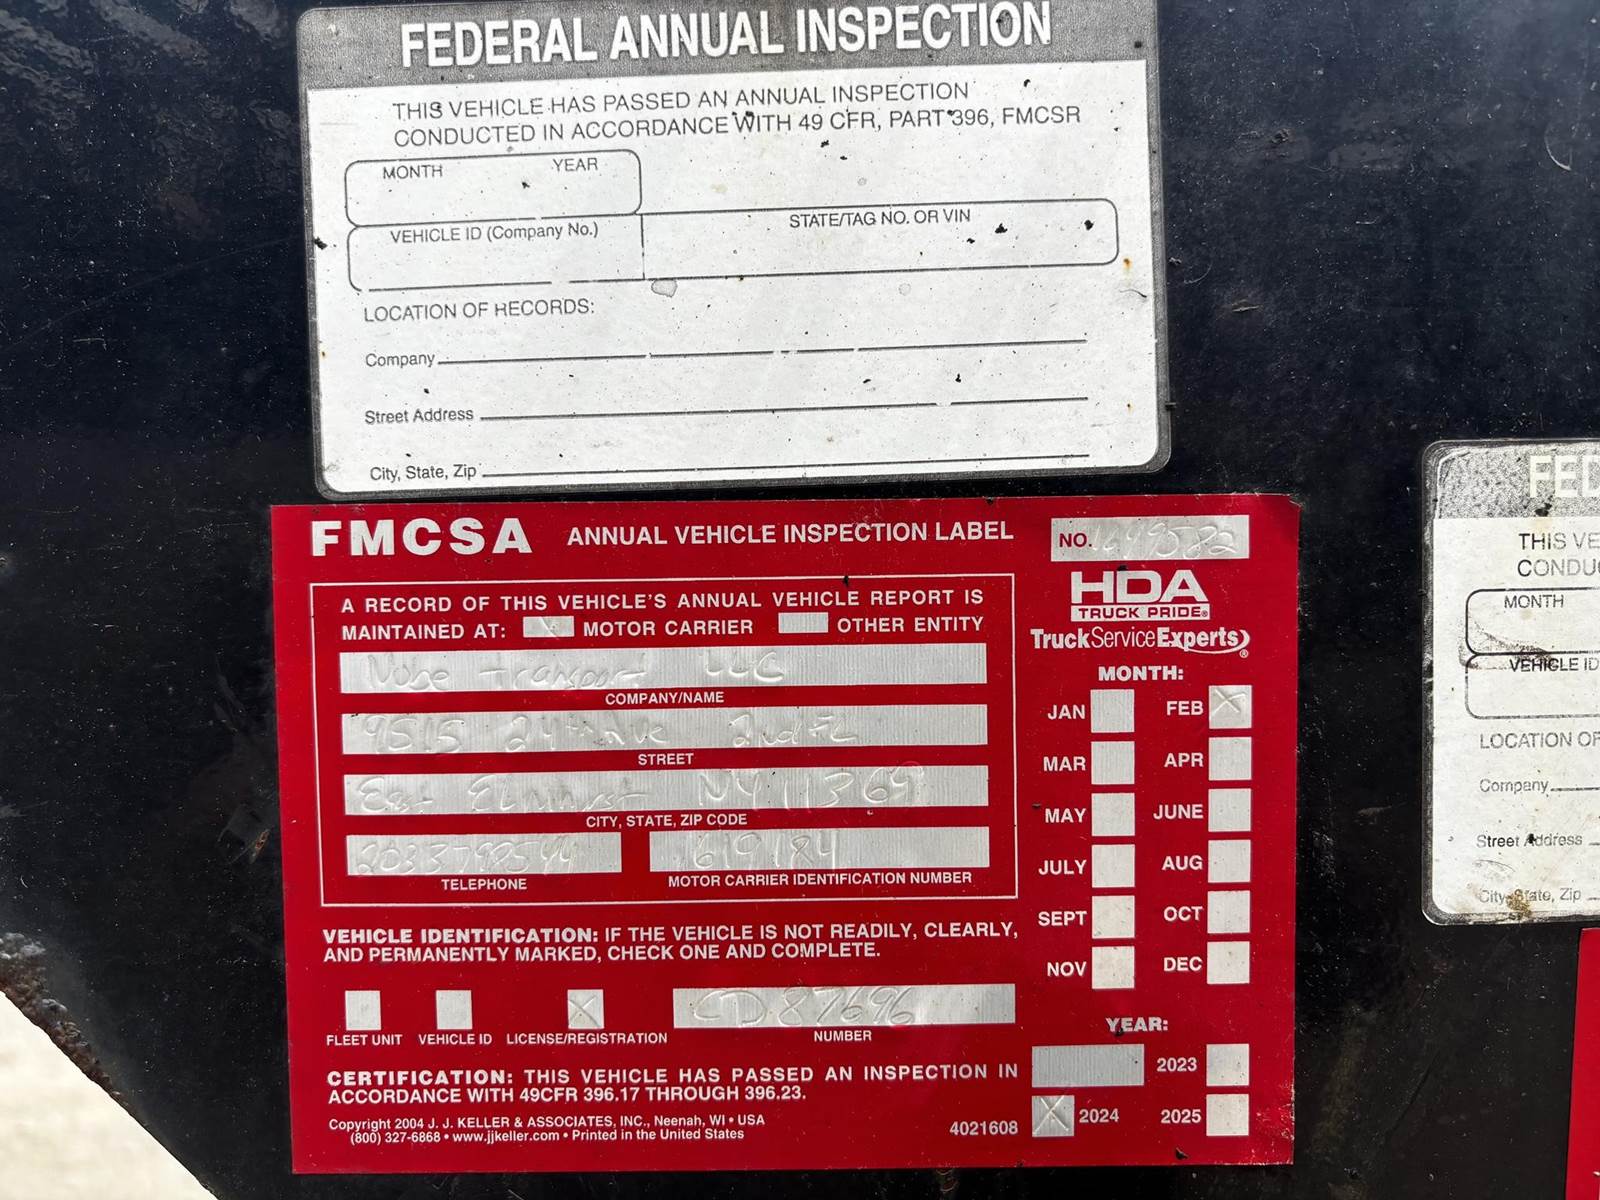 FEDERAL ANNUAL INSPECTION
THIS VEHICLE HAS PASSED AN ANNUAL INSPECTION
CONDUCTED IN ACCORDANCE WITH 49 CFR, PART 396, FMCSR
MONTH YEAR
VEHICLE ID (Company No.) STATE/TAG NO. OR VIN
LOCATION OF RECORDS:
Company
Street Address
City, State, Zip
FMCSA ANNUAL VEHICLE INSPECTION LABEL NO.
HDA
TRUCK PRIDE®
TruckServiceExperts®
A RECORD OF THIS VEHICLE'S ANNUAL VEHICLE REPORT IS
MAINTAINED AT: X MOTOR CARRIER OTHER ENTITY
Nobe transport LLC
COMPANY/NAME
9515 24th Ave 2nd FL
STREET
East Elmhurst NY 11369
CITY, STATE, ZIP CODE
2033798544 619184
TELEPHONE MOTOR CARRIER IDENTIFICATION NUMBER
VEHICLE IDENTIFICATION: IF THE VEHICLE IS NOT READILY, CLEARLY,
AND PERMANENTLY MARKED, CHECK ONE AND COMPLETE.
X CD87696
FLEET UNIT VEHICLE ID LICENSE/REGISTRATION NUMBER
CERTIFICATION: THIS VEHICLE HAS PASSED AN INSPECTION IN
ACCORDANCE WITH 49CFR 396.17 THROUGH 396.23.
Copyright 2004 J. J. KELLER & ASSOCIATES, INC., Neenah, WI • USA
(800) 327-6868 • www.jjkeller.com • Printed in the United States
4021608
MONTH:
JAN FEB X
MAR APR
MAY JUNE
JULY AUG
SEPT OCT
NOV DEC
YEAR:
2023
X 2024 2025
FED
THIS VE
CONDU
MONTH
VEHICLE ID
LOCATION OF
Company
Street Address
City, State, Zip